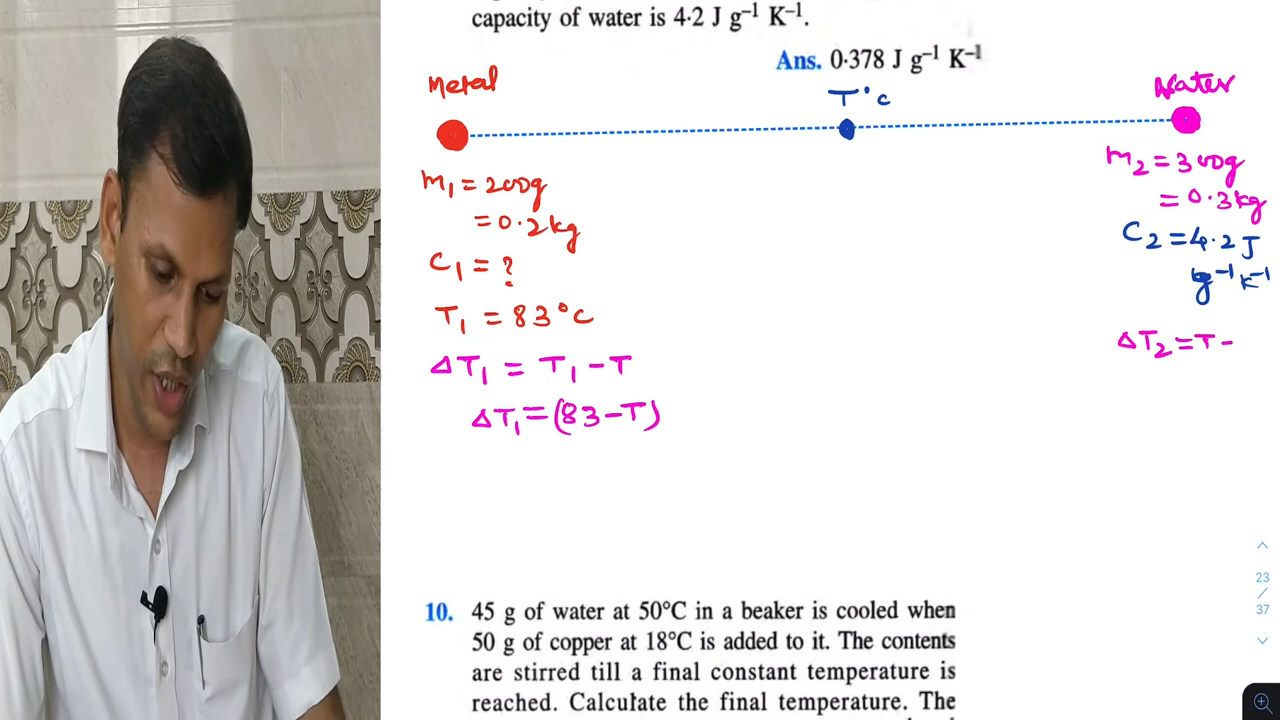 capacity of water is 4·2 J g⁻¹ K⁻¹.
Ans. 0·378 J g⁻¹ K⁻¹
Metal
T°C
Water
m₁ = 200g
= 0.2kg
C₁ = ?
T₁ = 83°C
ΔT₁ = T₁ - T
ΔT₁ = (83-T)
m₂ = 300g
= 0.3kg
C₂ = 4.2 J
g⁻¹ K⁻¹
ΔT₂ = T -
10. 45 g of water at 50°C in a beaker is cooled when
50 g of copper at 18°C is added to it. The contents
are stirred till a final constant temperature is
reached. Calculate the final temperature. The
23
/
37